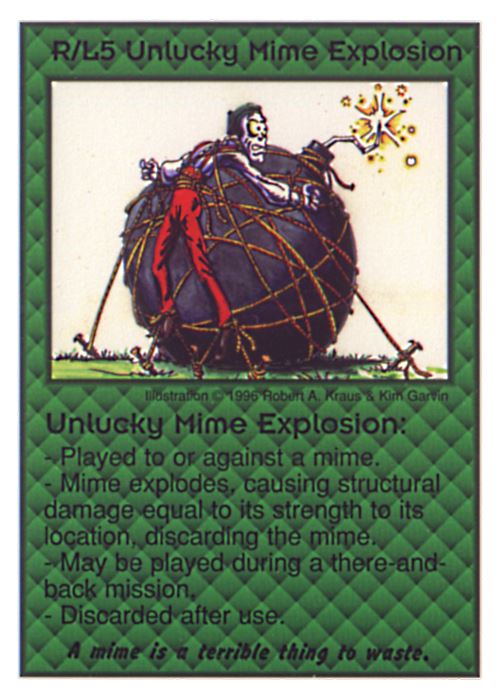 R/L5 Unlucky Mime Explosion
Illustration © 1996 Robert A. Kraus & Kim Garvin
Unlucky Mime Explosion:
- Played to or against a mime.
- Mime explodes, causing structural
damage equal to its strength to its
location, discarding the mime.
- May be played during a there-and-
back mission.
- Discarded after use.
A mime is a terrible thing to waste.